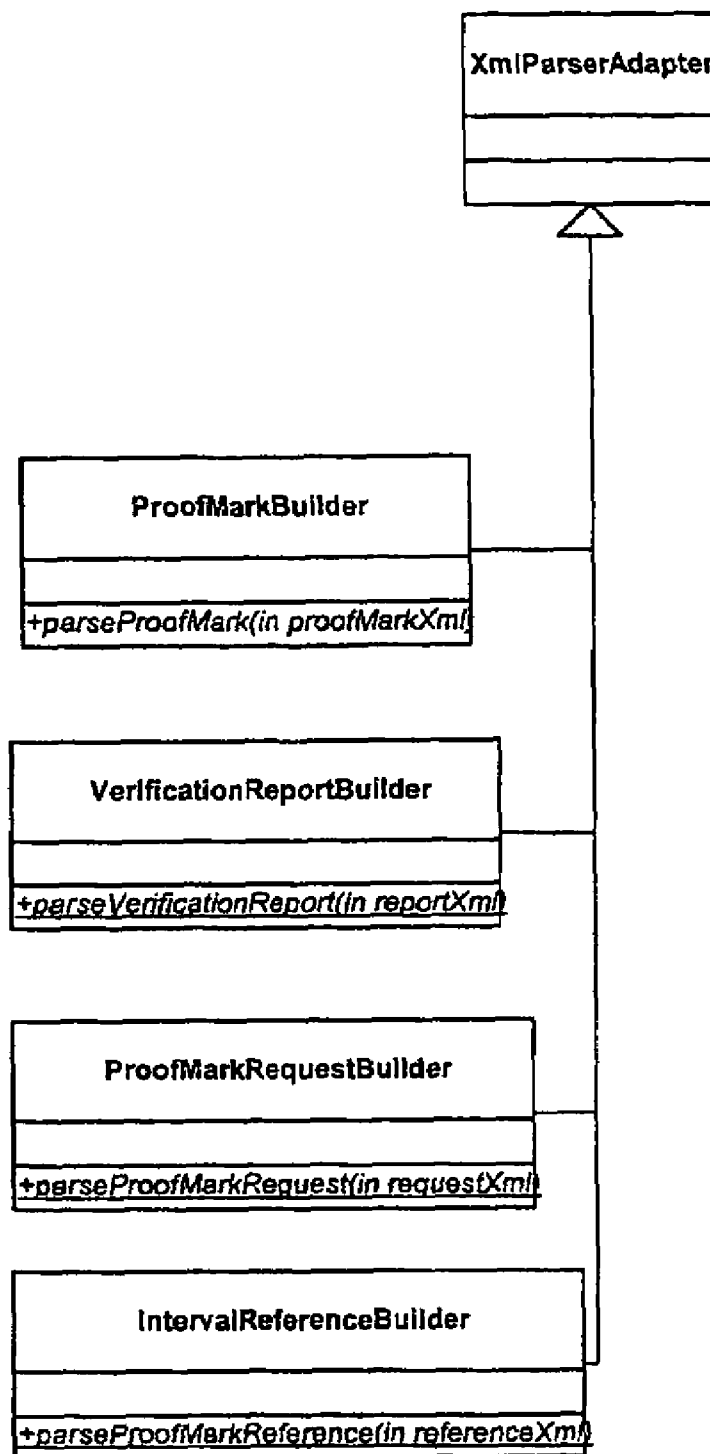 XmlParserAdapter
ProofMarkBuilder
+parseProofMark(in proofMarkXml)
VerificationReportBuilder
+parseVerificationReport(in reportXml)
ProofMarkRequestBuilder
+parseProofMarkRequest(in requestXml)
IntervalReferenceBuilder
+parseProofMarkReference(in referenceXml)